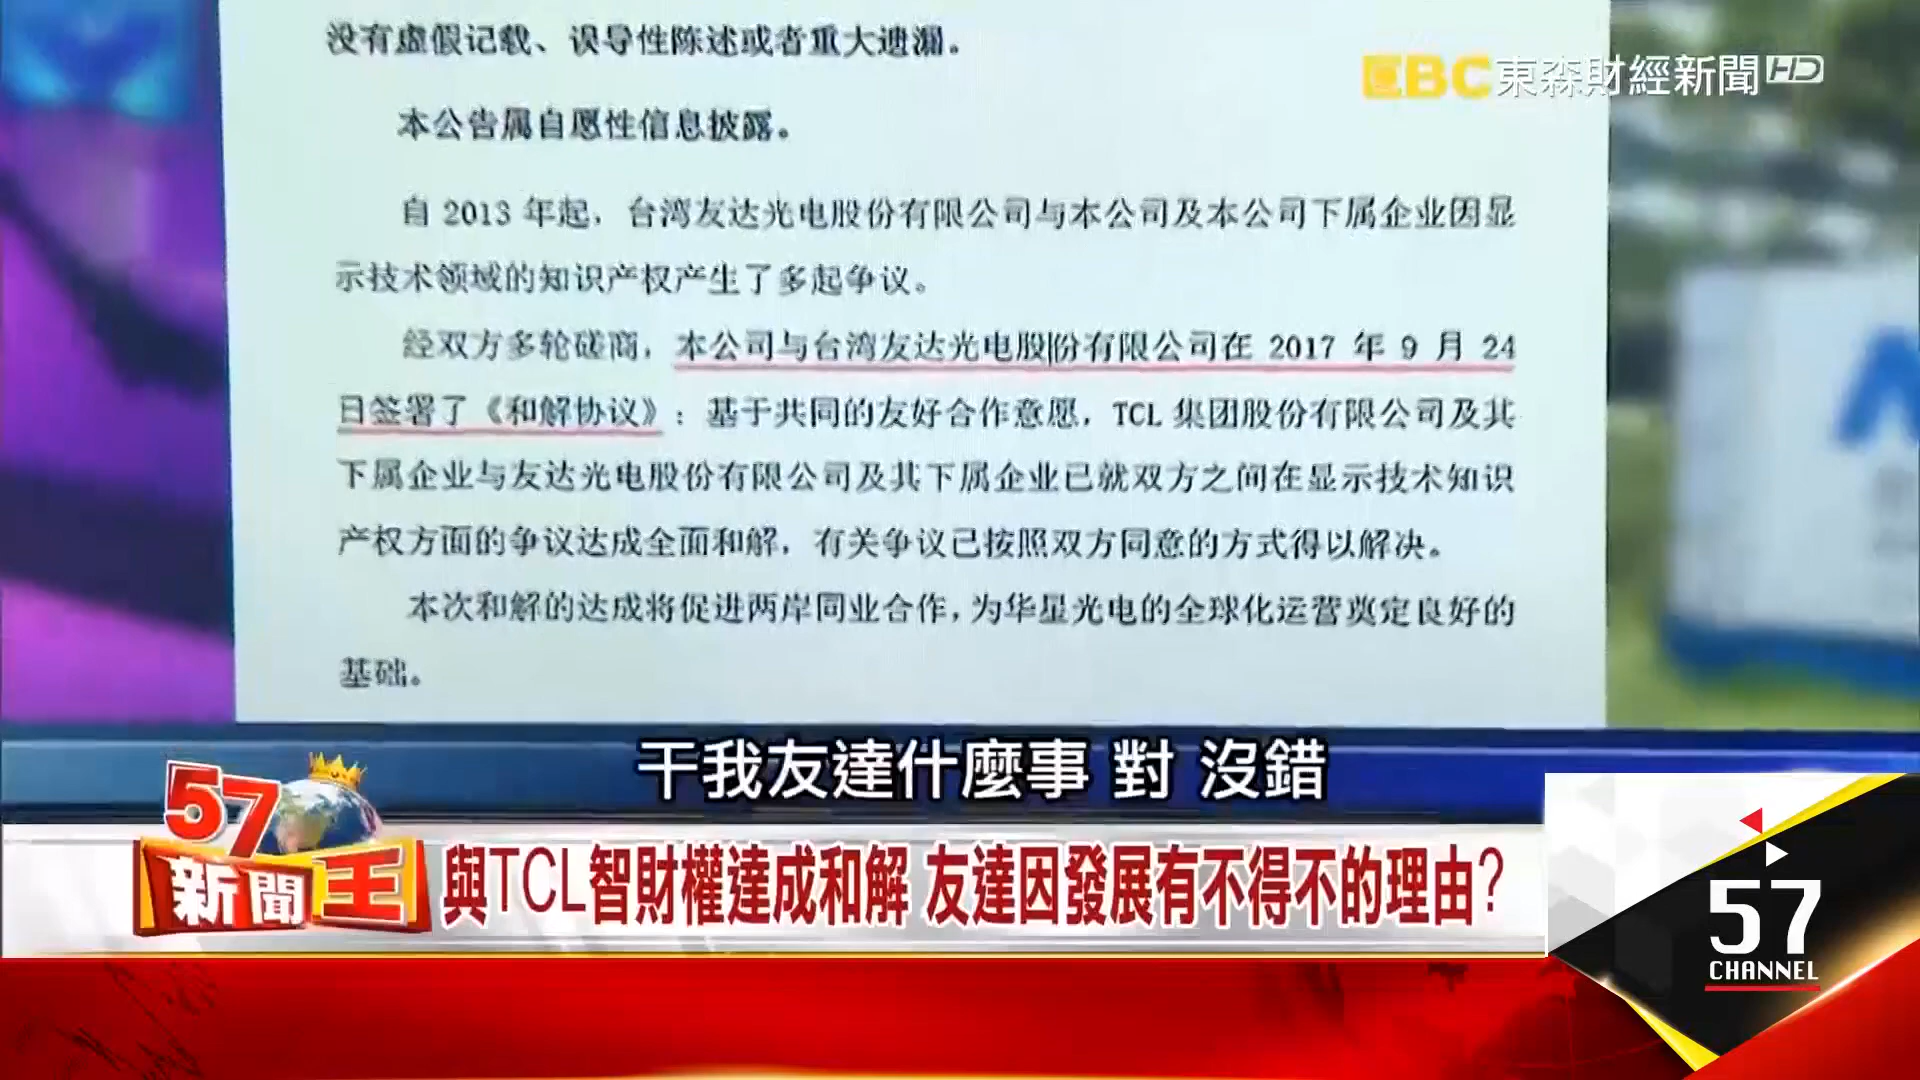 没有虚假记载、误导性陈述或者重大遗漏。
EBC東森財經新聞HD
本公告属自愿性信息披露。
自 2013 年起，台湾友达光电股份有限公司与本公司及本公司下属企业因显
示技术领域的知识产权产生了多起争议。
经双方多轮磋商，本公司与台湾友达光电股份有限公司在 2017 年 9 月 24
日签署了《和解协议》：基于共同的友好合作意愿，TCL 集团股份有限公司及其
下属企业与友达光电股份有限公司及其下属企业已就双方之间在显示技术知识
产权方面的争议达成全面和解，有关争议已按照双方同意的方式得以解决。
本次和解的达成将促进两岸同业合作，为华星光电的全球化运营奠定良好的
基础。
干我友達什麼事 對 沒錯
57
新聞王
與TCL智財權達成和解 友達因發展有不得不的理由?
57
CHANNEL